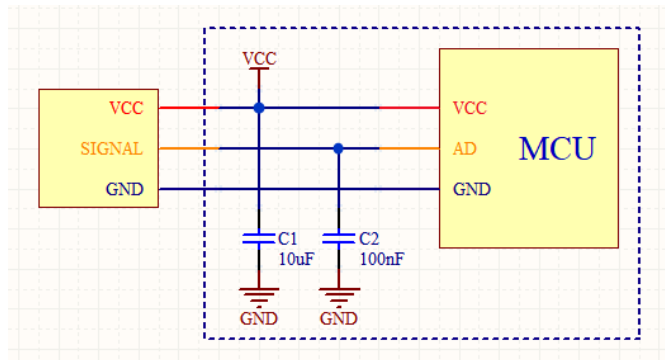 VCC
VCC
VCC
SIGNAL
AD
MCU
GND
GND
C1
10uF
C2
100nF
GND
GND